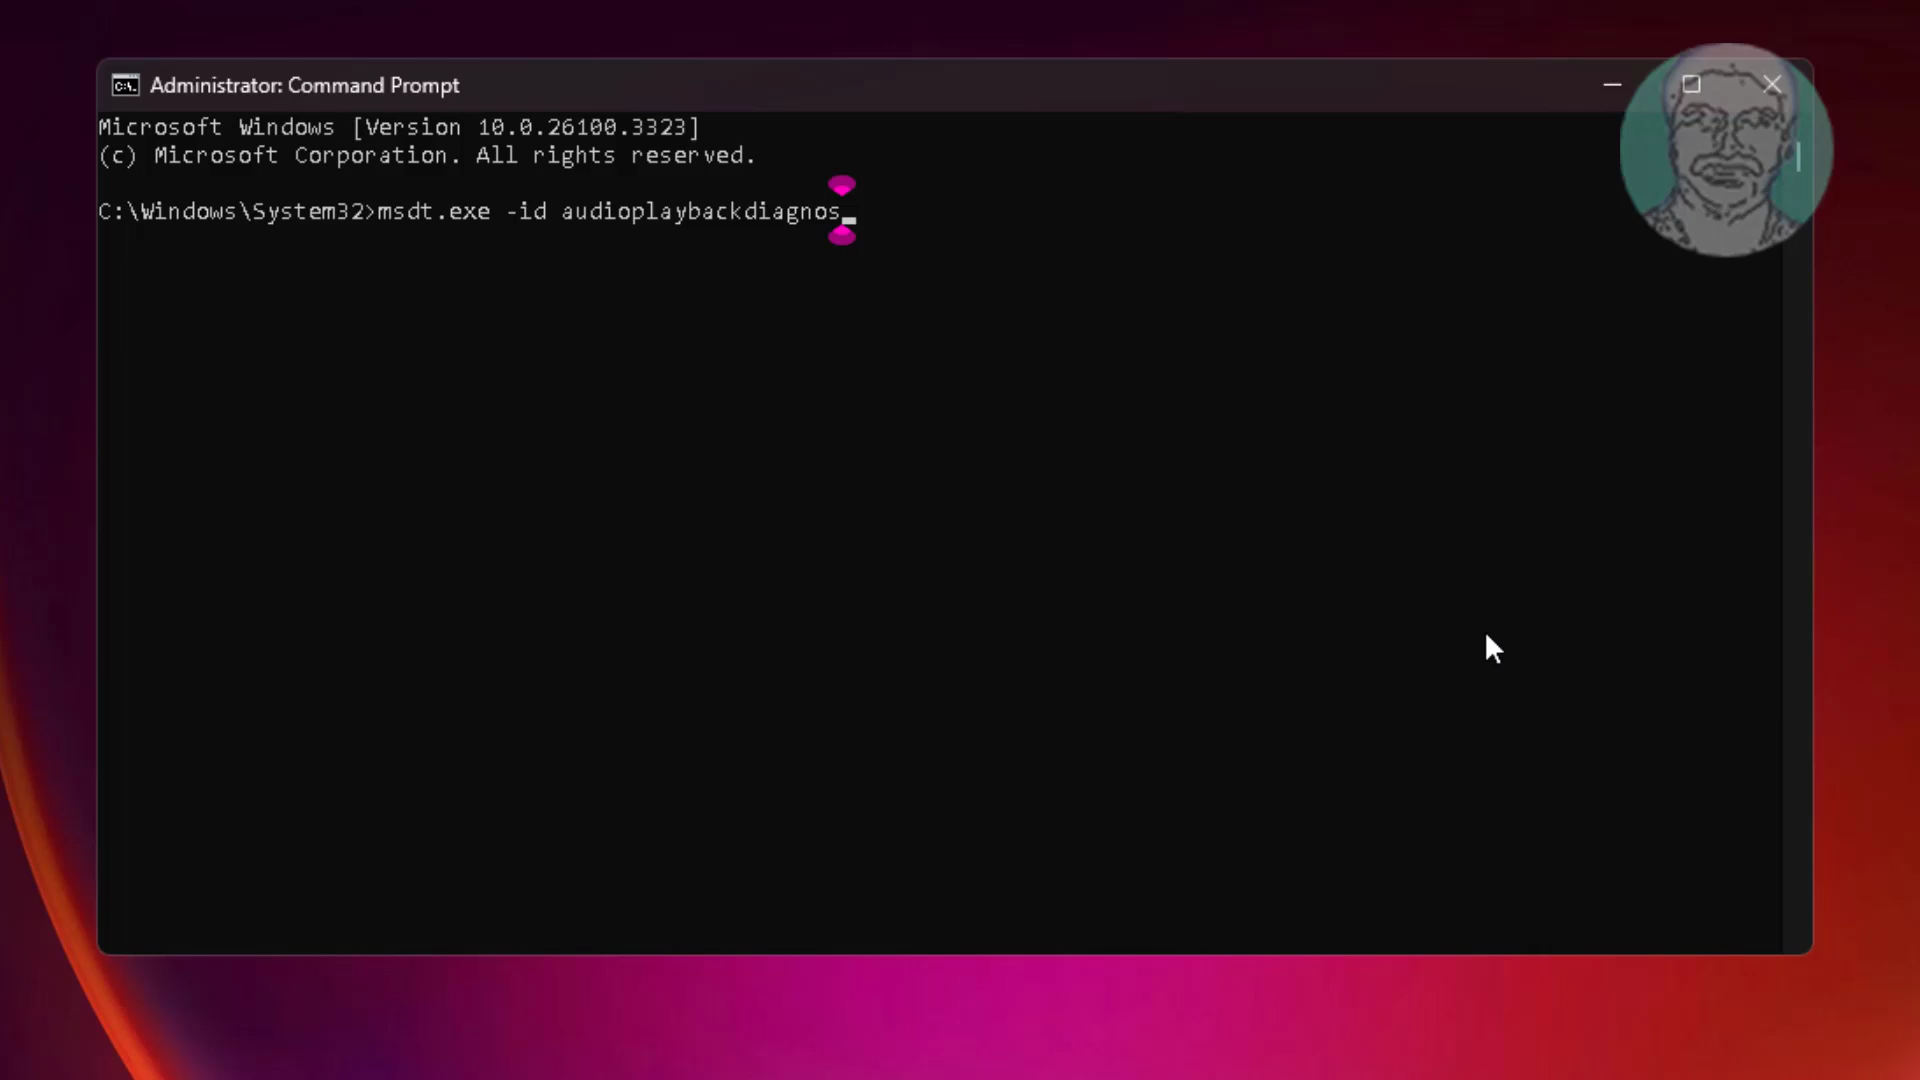 Administrator: Command Prompt
Microsoft Windows [Version 10.0.26100.3323]
(c) Microsoft Corporation. All rights reserved.
C:\Windows\System32>msdt.exe -id audioplaybackdiagnos